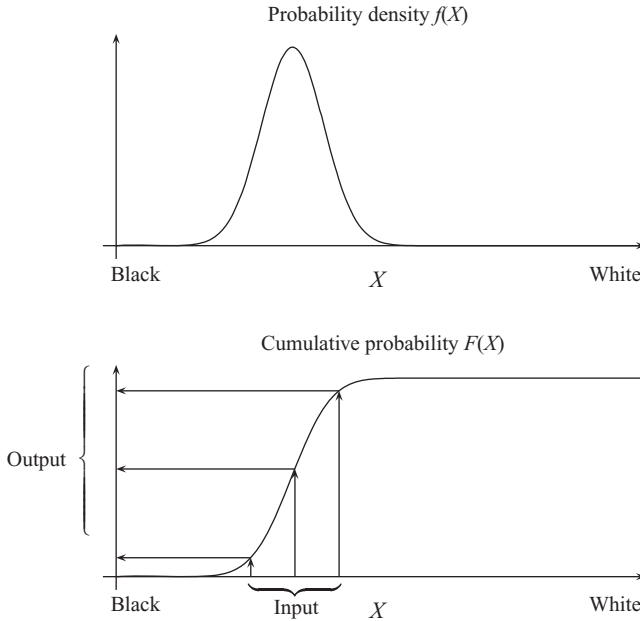 Probability density f(X)
Black X White
Cumulative probability F(X)
Output
Black Input X White